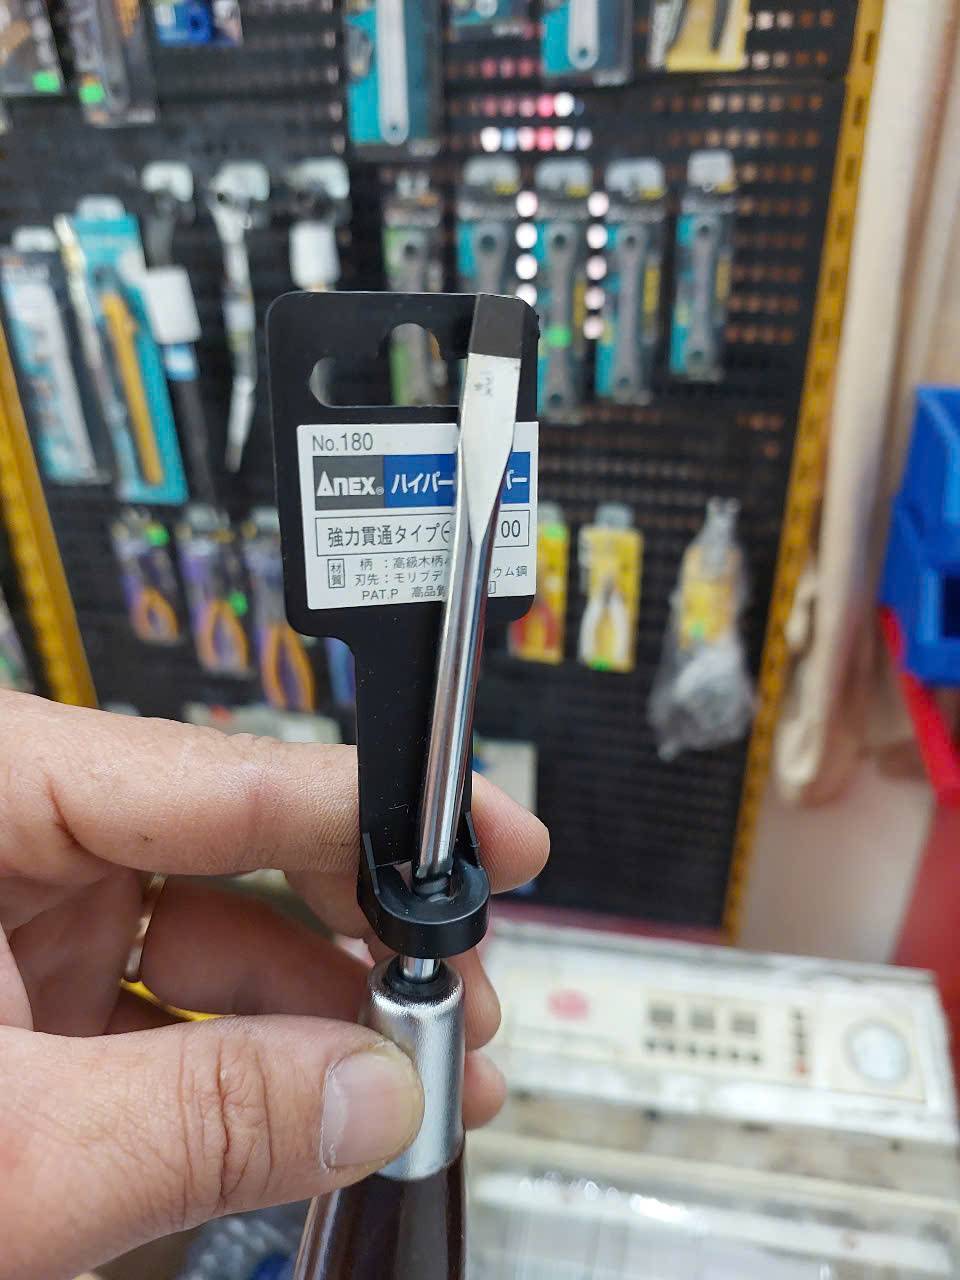 No.180
ANEX® ハイパー バー
強力貫通タイプ⊖ 00
材質 柄 :高級木柄
刃先:モリブデ ウム鋼
PAT.P 高品質